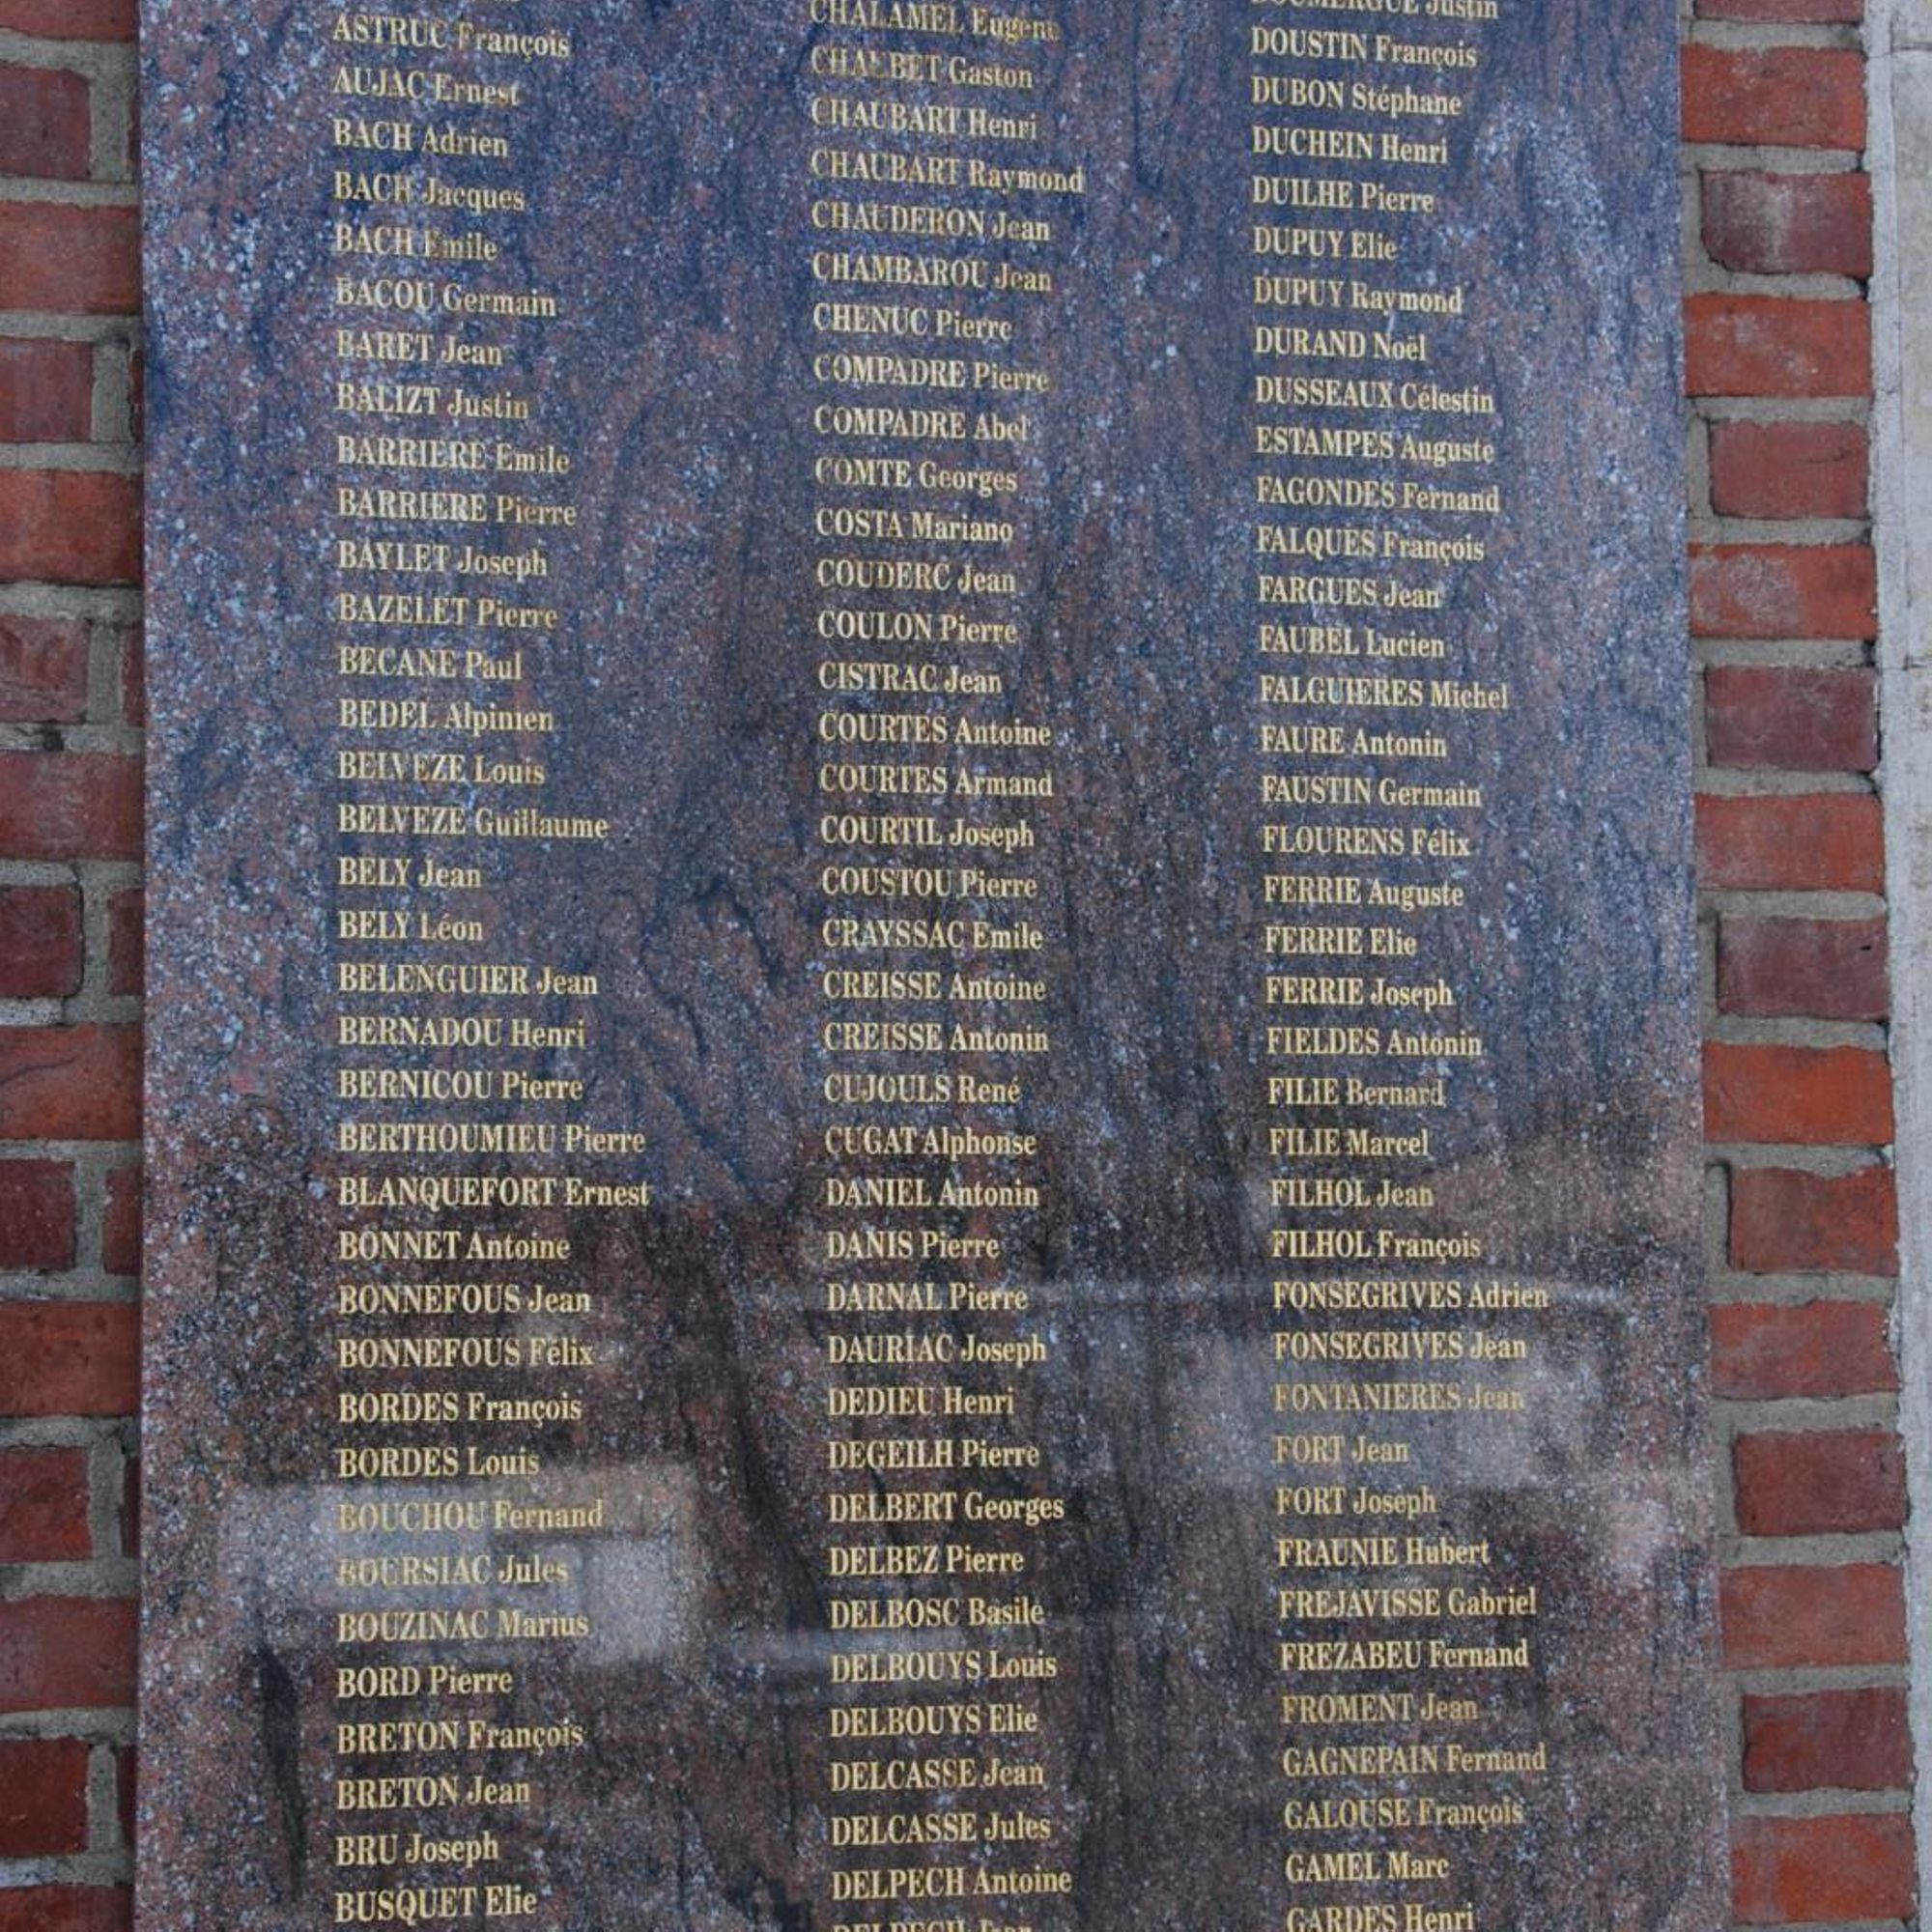 ASTRUC François
AUJAC Ernest
BACH Adrien
BACH Jacques
BACH Emile
BACOU Germain
BARET Jean
BALIZT Justin
BARRIERE Emile
BARRIERE Pierre
BAYLET Joseph
BAZELET Pierre
BECANE Paul
BEDEL Alpinien
BELVEZE Louis
BELVEZE Guillaume
BELY Jean
BELY Léon
BELENGUIER Jean
BERNADOU Henri
BERNICOU Pierre
BERTHOUMIEU Pierre
BLANQUEFORT Ernest
BONNET Antoine
BONNEFOUS Jean
BONNEFOUS Félix
BORDES François
BORDES Louis
BOUCHOU Fernand
BOURSIAC Jules
BOUZINAC Marius
BORD Pierre
BRETON François
BRETON Jean
BRU Joseph
BUSQUET Elie
CHALAMEL Eugene
CHALBET Gaston
CHAUBART Henri
CHAUBART Raymond
CHAUDERON Jean
CHAMBAROU Jean
CHENUC Pierre
COMPADRE Pierre
COMPADRE Abel
COMTE Georges
COSTA Mariano
COUDERC Jean
COULON Pierre
CISTRAC Jean
COURTES Antoine
COURTES Armand
COURTIL Joseph
COUSTOU Pierre
CRAYSSAC Emile
CREISSE Antoine
CREISSE Antonin
CUJOULS René
CUGAT Alphonse
DANIEL Antonin
DANIS Pierre
DARNAL Pierre
DAURIAC Joseph
DEDIEU Henri
DEGEILH Pierre
DELBERT Georges
DELBEZ Pierre
DELBOSC Basile
DELBOUYS Louis
DELBOUYS Elie
DELCASSE Jean
DELCASSE Jules
DELPECH Antoine
DELPECH Jean
DOUMERGUE Justin
DOUSTIN François
DUBON Stéphane
DUCHEIN Henri
DUILHE Pierre
DUPUY Elie
DUPUY Raymond
DURAND Noël
DUSSEAUX Célestin
ESTAMPES Auguste
FAGONDES Fernand
FALQUES François
FARGUES Jean
FAUBEL Lucien
FALGUIERES Michel
FAURE Antonin
FAUSTIN Germain
FLOURENS Félix
FERRIE Auguste
FERRIE Elie
FERRIE Joseph
FIELDES Antonin
FILIE Bernard
FILIE Marcel
FILHOL Jean
FILHOL François
FONSEGRIVES Adrien
FONSEGRIVES Jean
FONTANIERES Jean
FORT Jean
FORT Joseph
FRAUNIE Hubert
FREJAVISSE Gabriel
FREZABEU Fernand
FROMENT Jean
GAGNEPAIN Fernand
GALOUSE François
GAMEL Marc
GARDES Henri